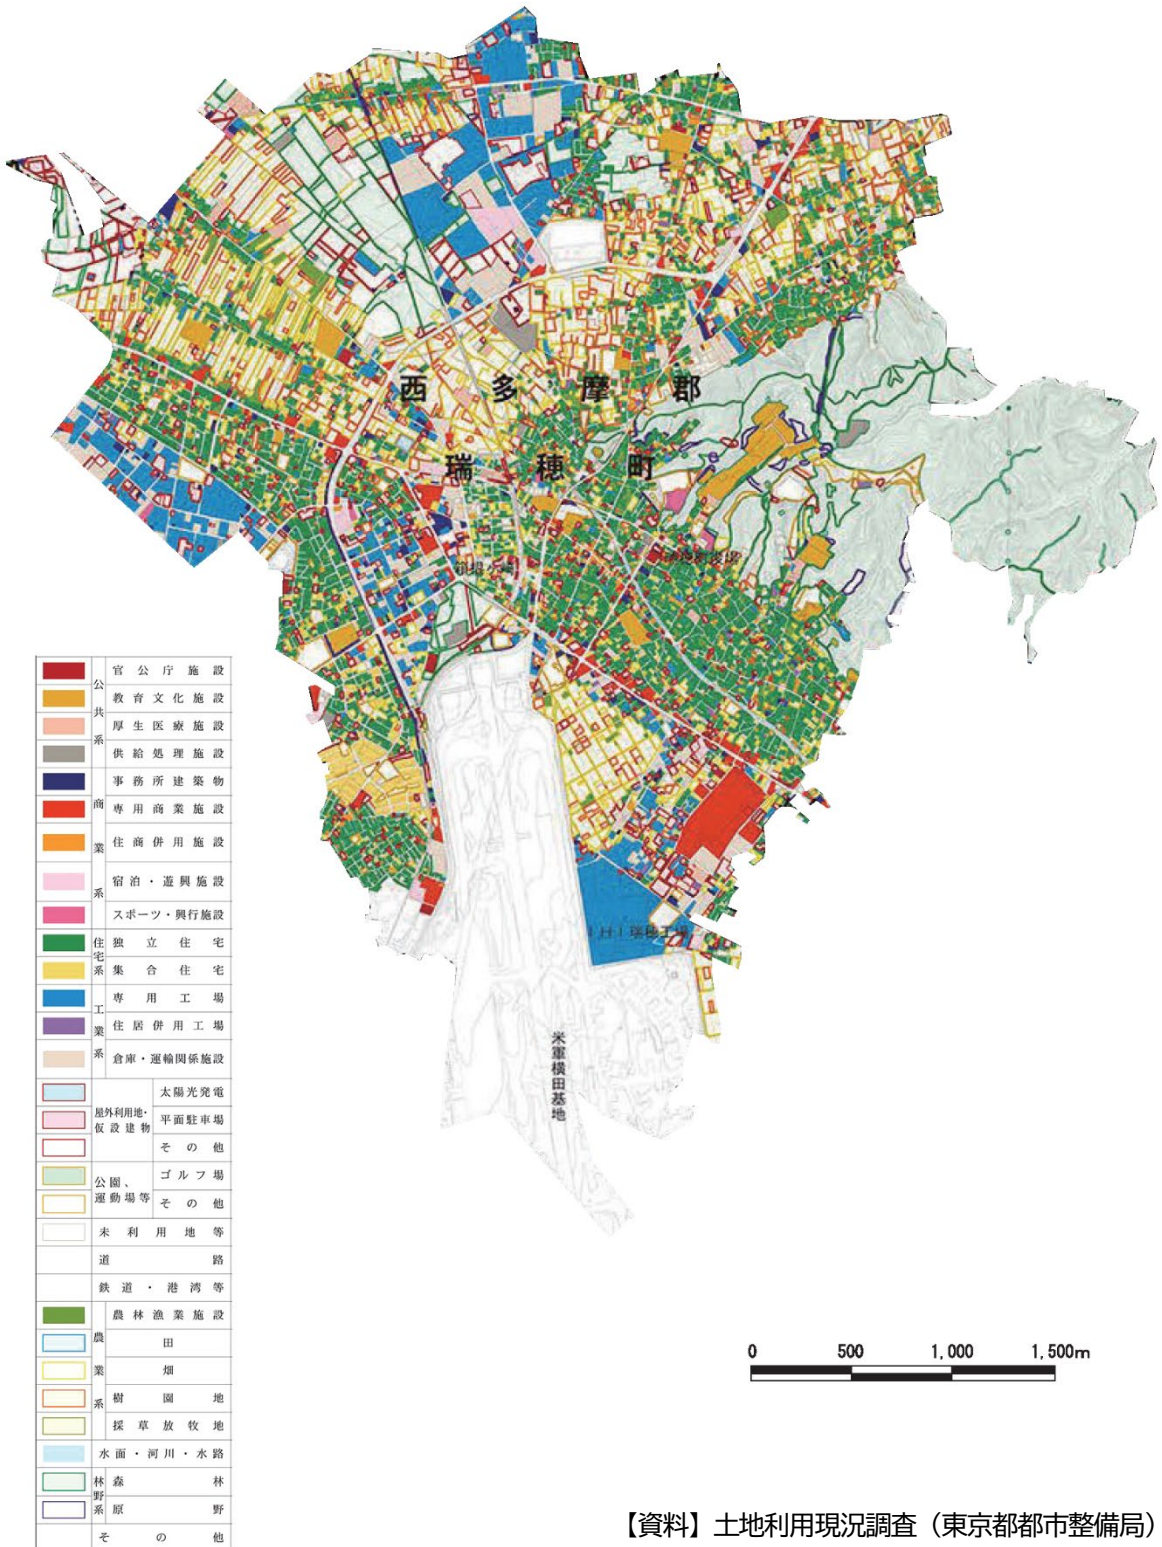 西多摩郡
瑞穂町
箱根ケ崎
瑞穂町役場
IHI瑞穂工場
米軍横田基地
公共系
官公庁施設
教育文化施設
厚生医療施設
供給処理施設
商業系
事務所建築物
専用商業施設
住商併用施設
宿泊・遊興施設
スポーツ・興行施設
住宅系
独立住宅
集合住宅
工業系
専用工場
住居併用工場
倉庫・運輸関係施設
屋外利用地・
仮設建物
太陽光発電
平面駐車場
その他
公園、
運動場等
ゴルフ場
その他
未利用地等
道路
鉄道・港湾等
農業系
農林漁業施設
田
畑
樹園地
採草放牧地
水面・河川・水路
林野系
森林
原野
その他
0 500 1,000 1,500m
【資料】土地利用現況調査（東京都都市整備局）